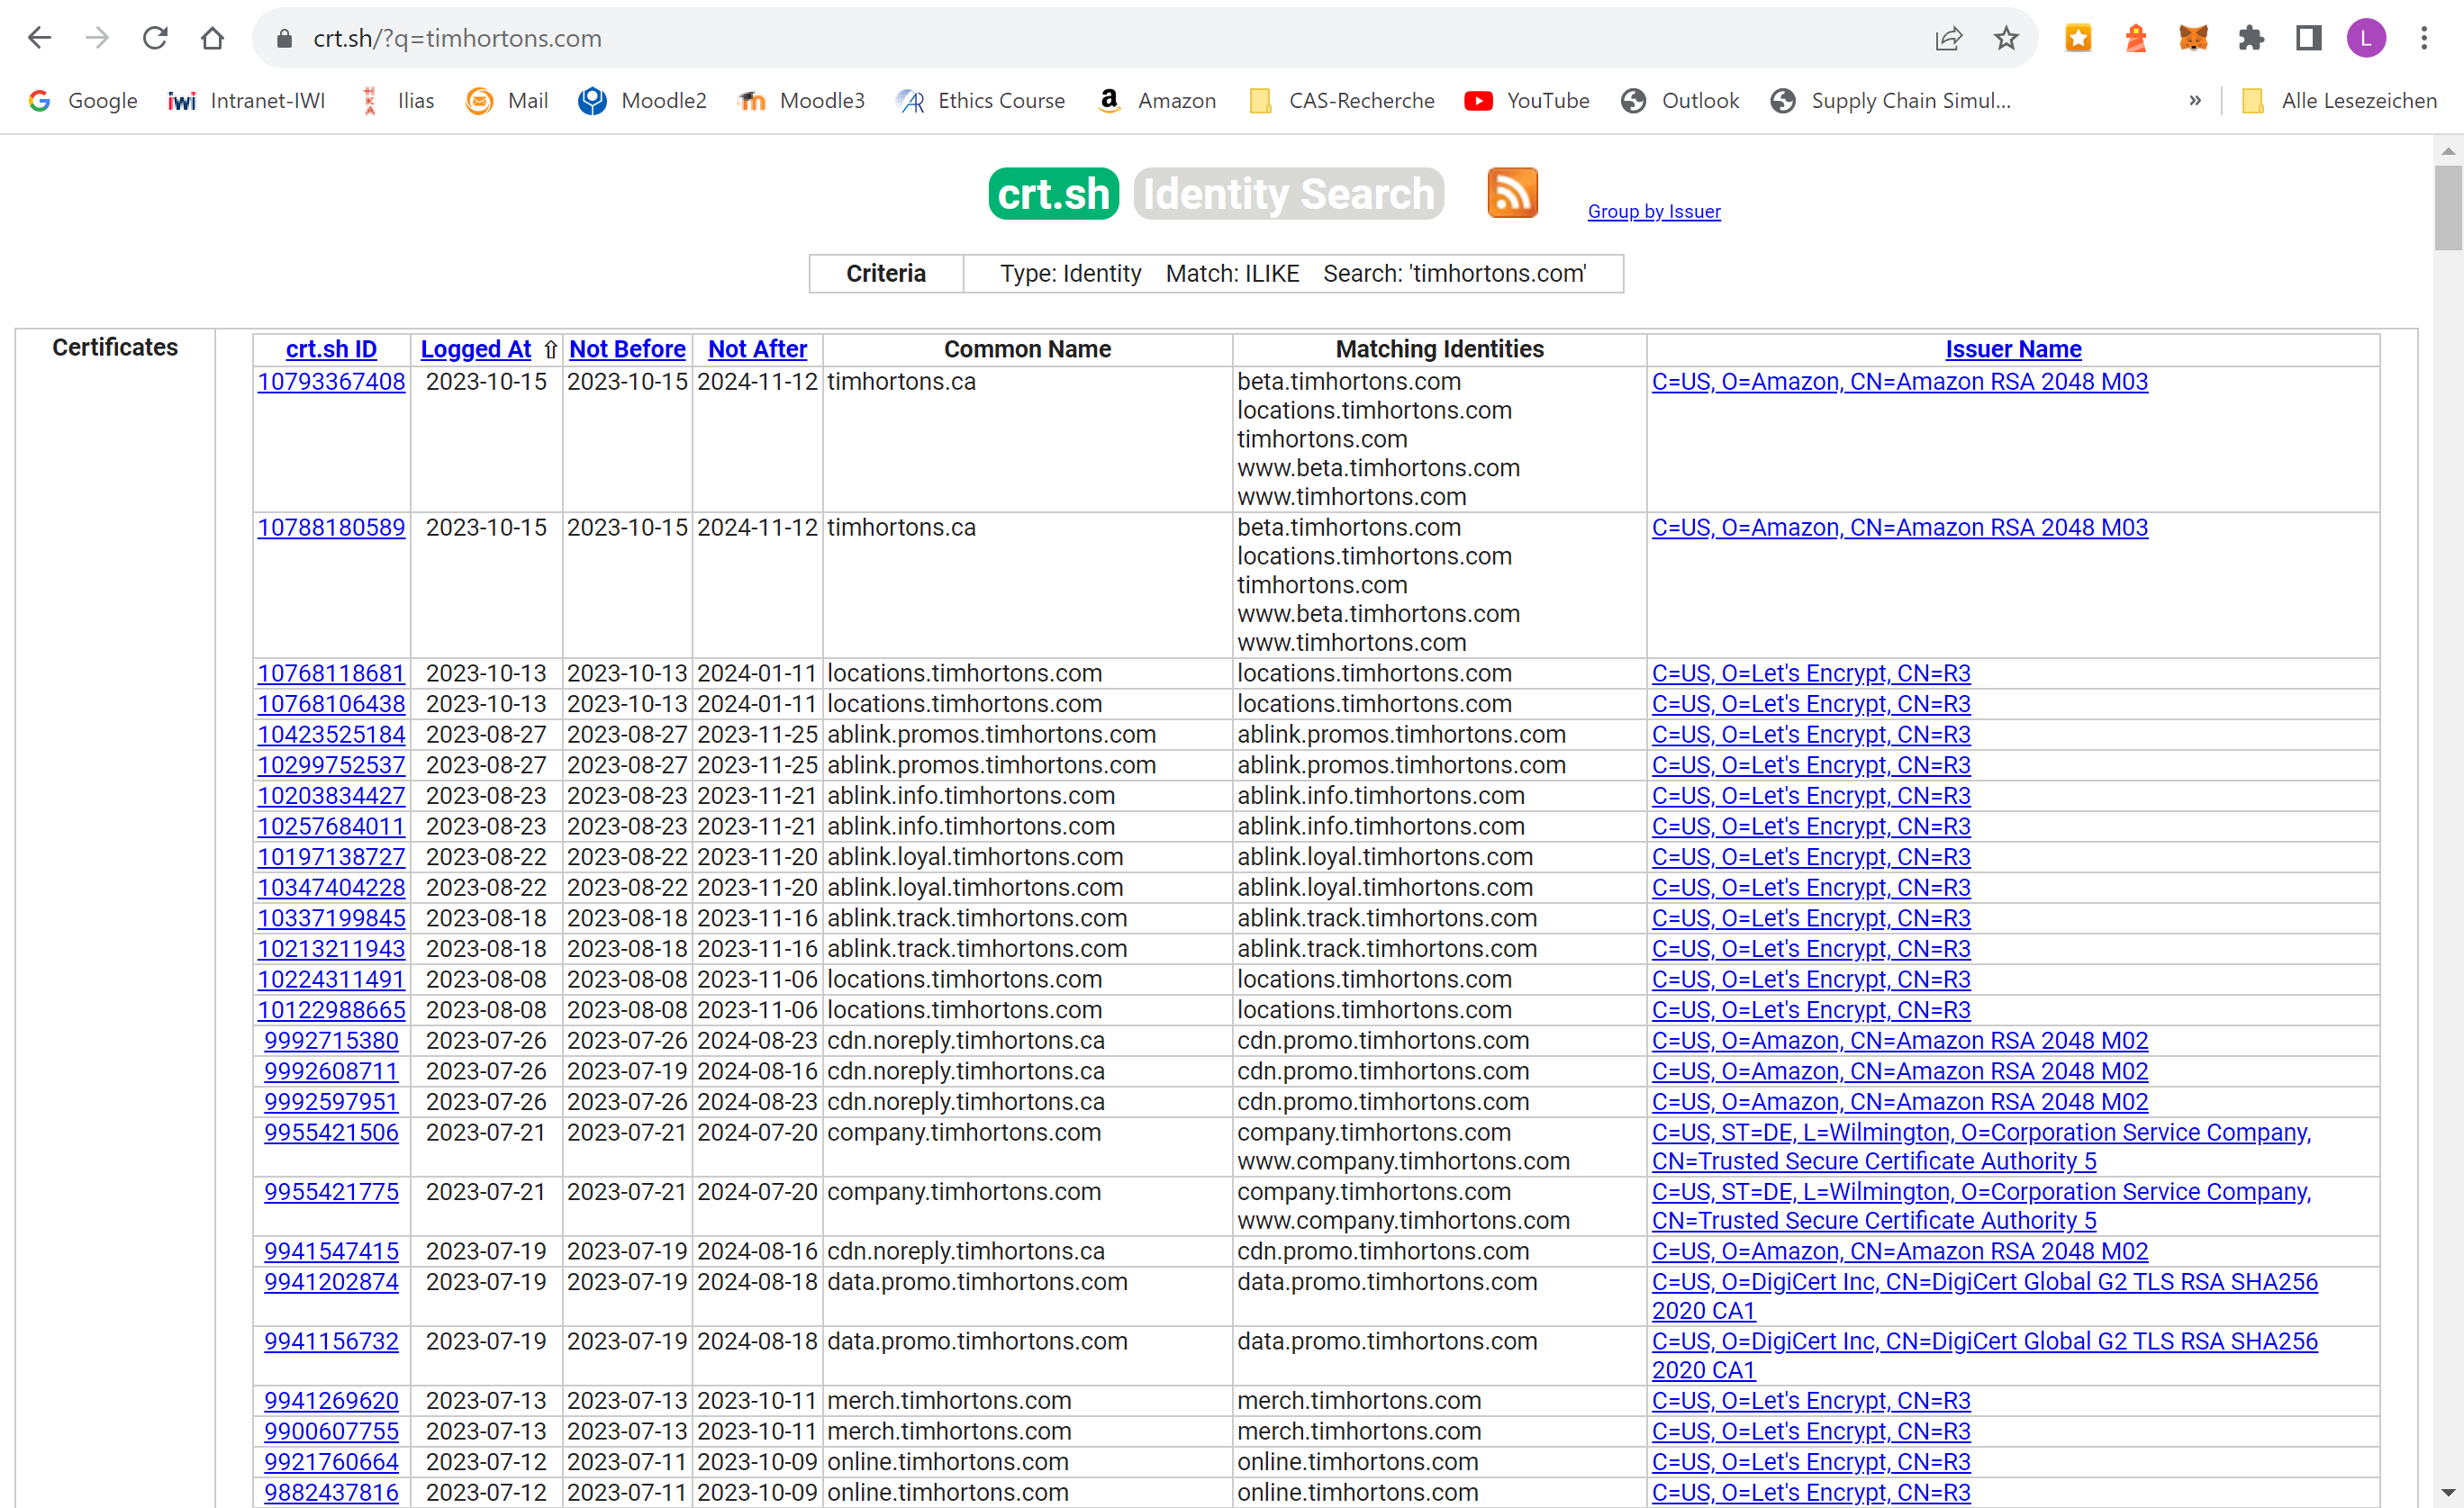 crt.sh/?q=timhortons.com
L
Google Intranet-IWI Ilias Mail Moodle2 Moodle3 Ethics Course Amazon CAS-Recherche YouTube Outlook Supply Chain Simul... » Alle Lesezeichen
crt.sh Identity Search Group by Issuer
Criteria Type: Identity Match: ILIKE Search: 'timhortons.com'
Certificates crt.sh ID Logged At ⇧ Not Before Not After Common Name Matching Identities Issuer Name
10793367408 2023-10-15 2023-10-15 2024-11-12 timhortons.ca beta.timhortons.com C=US, O=Amazon, CN=Amazon RSA 2048 M03
locations.timhortons.com
timhortons.com
www.beta.timhortons.com
www.timhortons.com
10788180589 2023-10-15 2023-10-15 2024-11-12 timhortons.ca beta.timhortons.com C=US, O=Amazon, CN=Amazon RSA 2048 M03
locations.timhortons.com
timhortons.com
www.beta.timhortons.com
www.timhortons.com
10768118681 2023-10-13 2023-10-13 2024-01-11 locations.timhortons.com locations.timhortons.com C=US, O=Let's Encrypt, CN=R3
10768106438 2023-10-13 2023-10-13 2024-01-11 locations.timhortons.com locations.timhortons.com C=US, O=Let's Encrypt, CN=R3
10423525184 2023-08-27 2023-08-27 2023-11-25 ablink.promos.timhortons.com ablink.promos.timhortons.com C=US, O=Let's Encrypt, CN=R3
10299752537 2023-08-27 2023-08-27 2023-11-25 ablink.promos.timhortons.com ablink.promos.timhortons.com C=US, O=Let's Encrypt, CN=R3
10203834427 2023-08-23 2023-08-23 2023-11-21 ablink.info.timhortons.com ablink.info.timhortons.com C=US, O=Let's Encrypt, CN=R3
10257684011 2023-08-23 2023-08-23 2023-11-21 ablink.info.timhortons.com ablink.info.timhortons.com C=US, O=Let's Encrypt, CN=R3
10197138727 2023-08-22 2023-08-22 2023-11-20 ablink.loyal.timhortons.com ablink.loyal.timhortons.com C=US, O=Let's Encrypt, CN=R3
10347404228 2023-08-22 2023-08-22 2023-11-20 ablink.loyal.timhortons.com ablink.loyal.timhortons.com C=US, O=Let's Encrypt, CN=R3
10337199845 2023-08-18 2023-08-18 2023-11-16 ablink.track.timhortons.com ablink.track.timhortons.com C=US, O=Let's Encrypt, CN=R3
10213211943 2023-08-18 2023-08-18 2023-11-16 ablink.track.timhortons.com ablink.track.timhortons.com C=US, O=Let's Encrypt, CN=R3
10224311491 2023-08-08 2023-08-08 2023-11-06 locations.timhortons.com locations.timhortons.com C=US, O=Let's Encrypt, CN=R3
10122988665 2023-08-08 2023-08-08 2023-11-06 locations.timhortons.com locations.timhortons.com C=US, O=Let's Encrypt, CN=R3
9992715380 2023-07-26 2023-07-26 2024-08-23 cdn.noreply.timhortons.ca cdn.promo.timhortons.com C=US, O=Amazon, CN=Amazon RSA 2048 M02
9992608711 2023-07-26 2023-07-19 2024-08-16 cdn.noreply.timhortons.ca cdn.promo.timhortons.com C=US, O=Amazon, CN=Amazon RSA 2048 M02
9992597951 2023-07-26 2023-07-26 2024-08-23 cdn.noreply.timhortons.ca cdn.promo.timhortons.com C=US, O=Amazon, CN=Amazon RSA 2048 M02
9955421506 2023-07-21 2023-07-21 2024-07-20 company.timhortons.com company.timhortons.com C=US, ST=DE, L=Wilmington, O=Corporation Service Company,
www.company.timhortons.com CN=Trusted Secure Certificate Authority 5
9955421775 2023-07-21 2023-07-21 2024-07-20 company.timhortons.com company.timhortons.com C=US, ST=DE, L=Wilmington, O=Corporation Service Company,
www.company.timhortons.com CN=Trusted Secure Certificate Authority 5
9941547415 2023-07-19 2023-07-19 2024-08-16 cdn.noreply.timhortons.ca cdn.promo.timhortons.com C=US, O=Amazon, CN=Amazon RSA 2048 M02
9941202874 2023-07-19 2023-07-19 2024-08-18 data.promo.timhortons.com data.promo.timhortons.com C=US, O=DigiCert Inc, CN=DigiCert Global G2 TLS RSA SHA256
2020 CA1
9941156732 2023-07-19 2023-07-19 2024-08-18 data.promo.timhortons.com data.promo.timhortons.com C=US, O=DigiCert Inc, CN=DigiCert Global G2 TLS RSA SHA256
2020 CA1
9941269620 2023-07-13 2023-07-13 2023-10-11 merch.timhortons.com merch.timhortons.com C=US, O=Let's Encrypt, CN=R3
9900607755 2023-07-13 2023-07-13 2023-10-11 merch.timhortons.com merch.timhortons.com C=US, O=Let's Encrypt, CN=R3
9921760664 2023-07-12 2023-07-11 2023-10-09 online.timhortons.com online.timhortons.com C=US, O=Let's Encrypt, CN=R3
9882437816 2023-07-12 2023-07-11 2023-10-09 online.timhortons.com online.timhortons.com C=US, O=Let's Encrypt, CN=R3